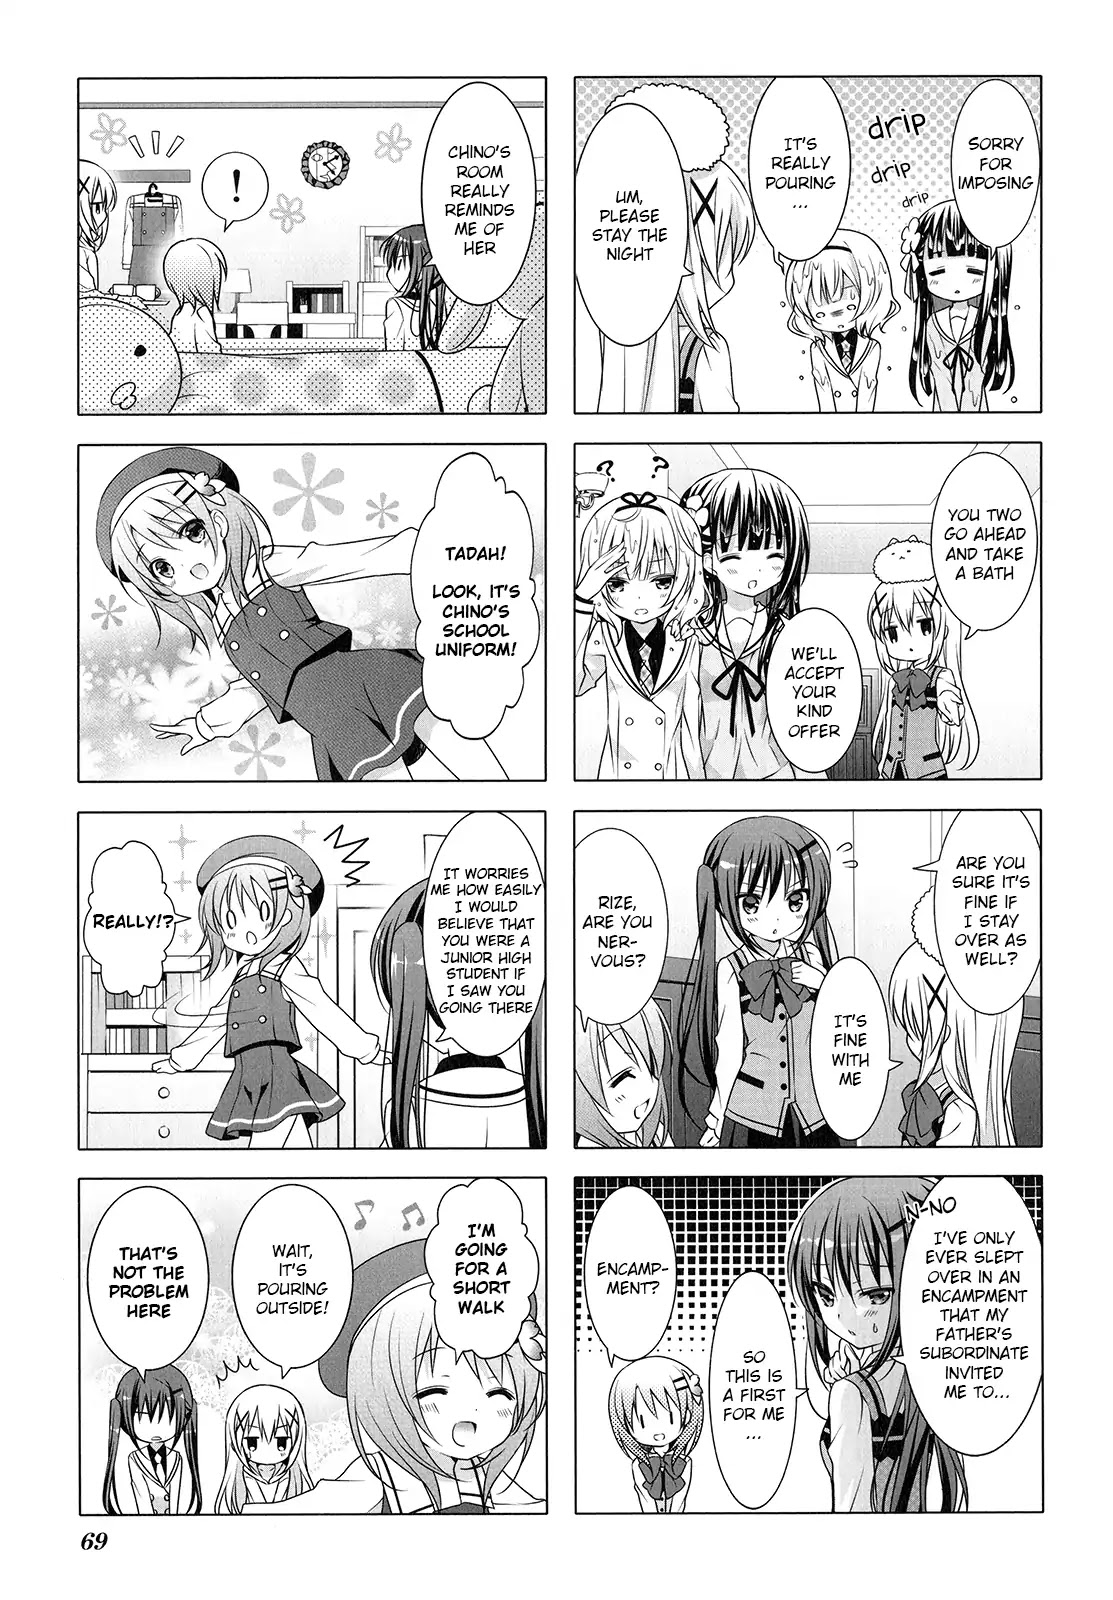 SORRY
FOR
IMPOSING
drip
drip
drip
IT'S
REALLY
POURING
...
UM,
PLEASE
STAY THE
NIGHT
YOU TWO
GO AHEAD
AND TAKE
A BATH
WE'LL
ACCEPT
YOUR
KIND
OFFER
?
?
ARE YOU
SURE IT'S
FINE IF
I STAY
OVER AS
WELL?
IT'S
FINE
WITH
ME
RIZE,
ARE YOU
NER-
VOUS?
N-NO
I'VE ONLY
EVER SLEPT
OVER IN AN
ENCAMPMENT
THAT MY
FATHER'S
SUBORDINATE
INVITED
ME TO...
SO
THIS IS
A FIRST
FOR ME
...
ENCAMP-
MENT?
CHINO'S
ROOM
REALLY
REMINDS
ME OF
HER
!
TADAH!
LOOK, IT'S
CHINO'S
SCHOOL
UNIFORM!
IT WORRIES
ME HOW EASILY
I WOULD
BELIEVE THAT
YOU WERE A
JUNIOR HIGH
STUDENT IF
I SAW YOU
GOING THERE
REALLY!?
I'M
GOING
FOR A
SHORT
WALK
WAIT,
IT'S
POURING
OUTSIDE!
THAT'S
NOT THE
PROBLEM
HERE
69